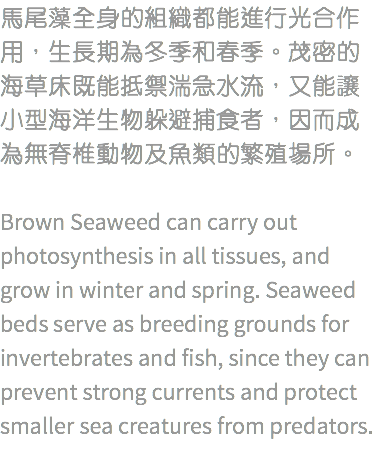 馬尾藻全身的組織都能進行光合作
用，生長期為冬季和春季。茂密的
海草床既能抵禦湍急水流，又能讓
小型海洋生物躲避捕食者，因而成
為無脊椎動物及魚類的繁殖場所。
Brown Seaweed can carry out
photosynthesis in all tissues, and
grow in winter and spring. Seaweed
beds serve as breeding grounds for
invertebrates and fish, since they can
prevent strong currents and protect
smaller sea creatures from predators.